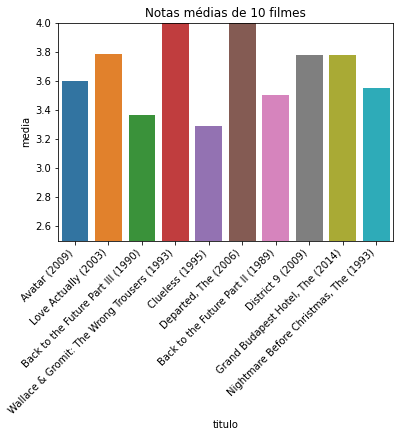 Notas médias de 10 filmes
media
4.0
3.8
3.6
3.4
3.2
3.0
2.8
2.6
Avatar (2009)
Love Actually (2003)
Back to the Future Part III (1990)
Wallace & Gromit: The Wrong Trousers (1993)
Clueless (1995)
Departed, The (2006)
Back to the Future Part II (1989)
District 9 (2009)
Grand Budapest Hotel, The (2014)
Nightmare Before Christmas, The (1993)
titulo